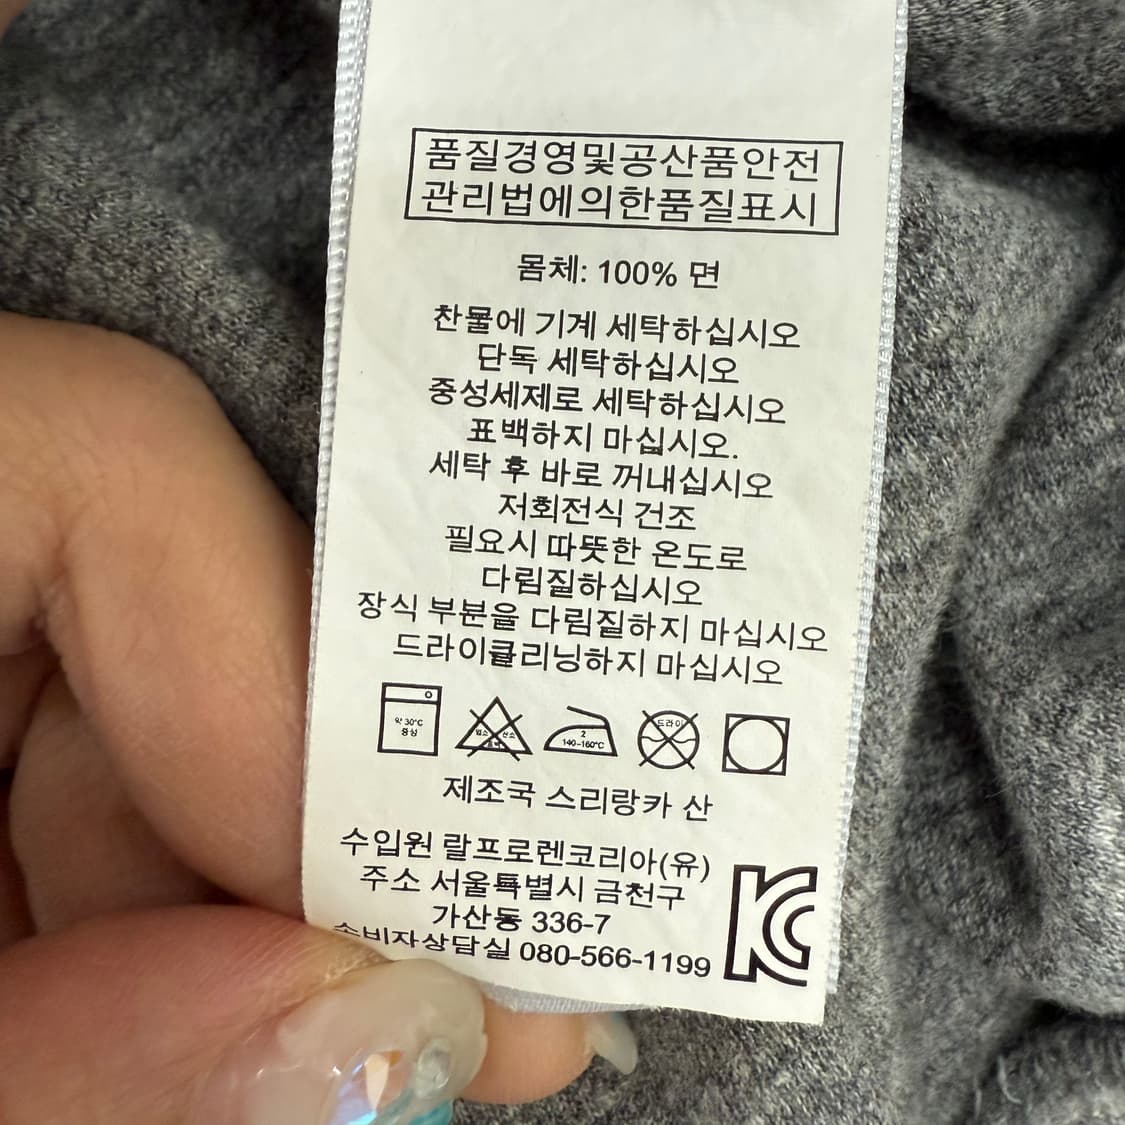 품질경영및공산품안전
관리법에의한품질표시
몸체: 100% 면
찬물에 기계 세탁하십시오
단독 세탁하십시오
중성세제로 세탁하십시오
표백하지 마십시오.
세탁 후 바로 꺼내십시오
저회전식 건조
필요시 따뜻한 온도로
다림질하십시오
장식 부분을 다림질하지 마십시오
드라이클리닝하지 마십시오
약 30°C
중성
드라이
2
140~160°C
제조국 스리랑카 산
수입원 랄프로렌코리아(유)
주소 서울특별시 금천구
가산동 336-7
소비자상담실 080-566-1199
KC